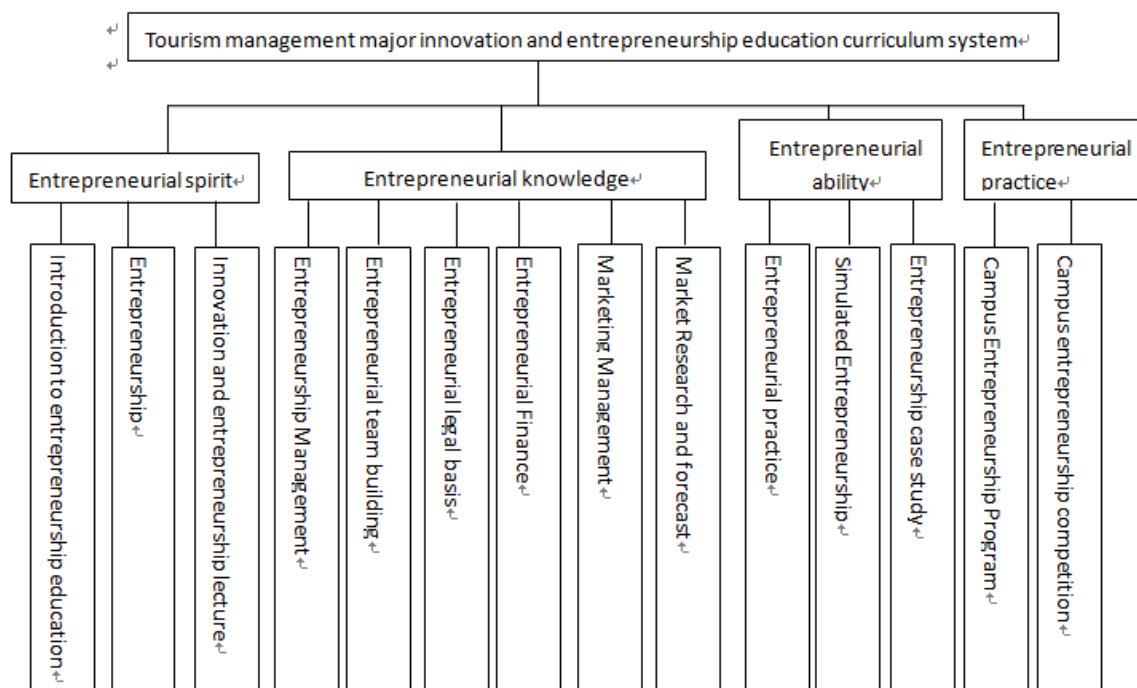 Tourism management major innovation and entrepreneurship education curriculum system
Entrepreneurial spirit
Entrepreneurial knowledge
Entrepreneurial
ability
Entrepreneurial
practice
Introduction to entrepreneurship education
Entrepreneurship
Innovation and entrepreneurship lecture
Entrepreneurship Management
Entrepreneurial team building
Entrepreneurial legal basis
Entrepreneurial Finance
Marketing Management
Market Research and forecast
Entrepreneurial practice
Simulated Entrepreneurship
Entrepreneurship case study
Campus Entrepreneurship Program
Campus entrepreneurship competition